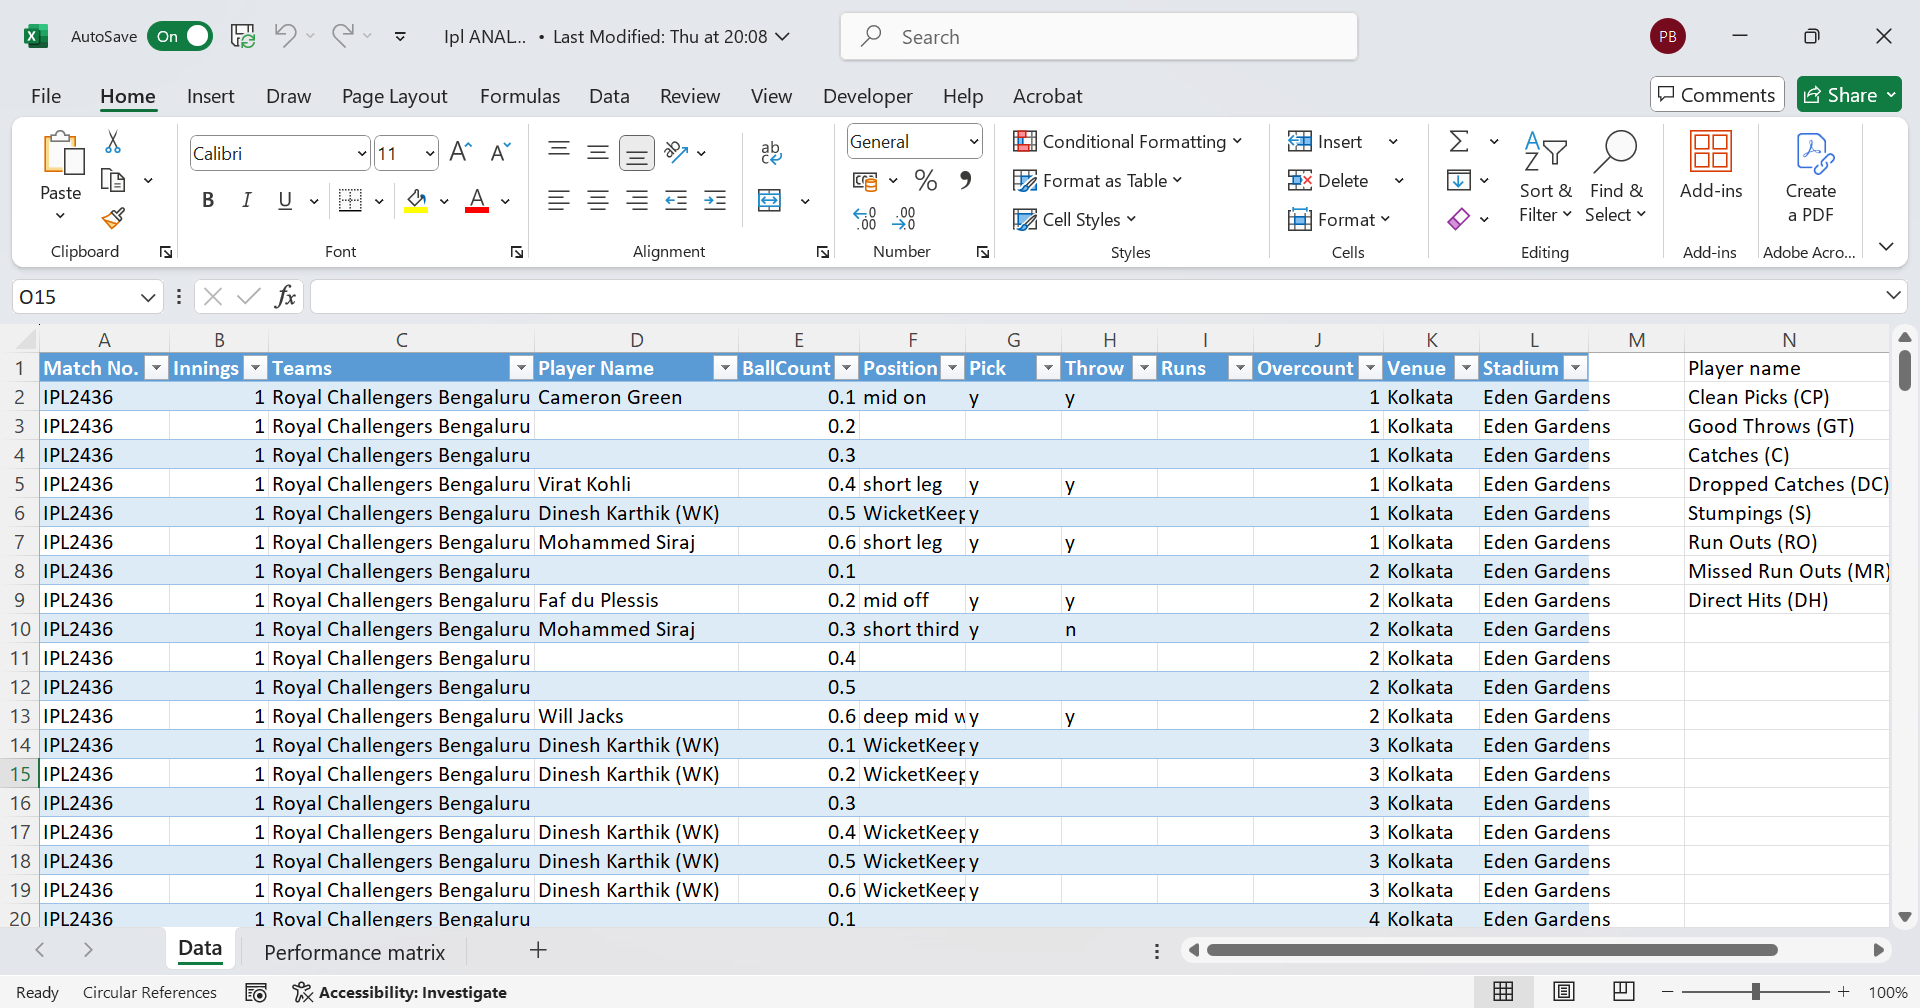 AutoSave On Ipl ANAL... • Last Modified: Thu at 20:08 Search PB
File Home Insert Draw Page Layout Formulas Data Review View Developer Help Acrobat Comments Share
Paste Calibri 11 General Conditional Formatting Insert
B I U A Format as Table Delete Sort & Filter Find & Select Add-ins Create a PDF
Cell Styles Format
Clipboard Font Alignment Number Styles Cells Editing Add-ins Adobe Acro...
O15 fx
A B C D E F G H I J K L M N
1 Match No. Innings Teams Player Name BallCount Position Pick Throw Runs Overcount Venue Stadium Player name
2 IPL2436 1 Royal Challengers Bengaluru Cameron Green 0.1 mid on y y 1 Kolkata Eden Gardens Clean Picks (CP)
3 IPL2436 1 Royal Challengers Bengaluru 0.2 1 Kolkata Eden Gardens Good Throws (GT)
4 IPL2436 1 Royal Challengers Bengaluru 0.3 1 Kolkata Eden Gardens Catches (C)
5 IPL2436 1 Royal Challengers Bengaluru Virat Kohli 0.4 short leg y y 1 Kolkata Eden Gardens Dropped Catches (DC)
6 IPL2436 1 Royal Challengers Bengaluru Dinesh Karthik (WK) 0.5 WicketKeep y 1 Kolkata Eden Gardens Stumpings (S)
7 IPL2436 1 Royal Challengers Bengaluru Mohammed Siraj 0.6 short leg y y 1 Kolkata Eden Gardens Run Outs (RO)
8 IPL2436 1 Royal Challengers Bengaluru 0.1 2 Kolkata Eden Gardens Missed Run Outs (MR)
9 IPL2436 1 Royal Challengers Bengaluru Faf du Plessis 0.2 mid off y y 2 Kolkata Eden Gardens Direct Hits (DH)
10 IPL2436 1 Royal Challengers Bengaluru Mohammed Siraj 0.3 short third y n 2 Kolkata Eden Gardens
11 IPL2436 1 Royal Challengers Bengaluru 0.4 2 Kolkata Eden Gardens
12 IPL2436 1 Royal Challengers Bengaluru 0.5 2 Kolkata Eden Gardens
13 IPL2436 1 Royal Challengers Bengaluru Will Jacks 0.6 deep mid w y y 2 Kolkata Eden Gardens
14 IPL2436 1 Royal Challengers Bengaluru Dinesh Karthik (WK) 0.1 WicketKeep y 3 Kolkata Eden Gardens
15 IPL2436 1 Royal Challengers Bengaluru Dinesh Karthik (WK) 0.2 WicketKeep y 3 Kolkata Eden Gardens
16 IPL2436 1 Royal Challengers Bengaluru 0.3 3 Kolkata Eden Gardens
17 IPL2436 1 Royal Challengers Bengaluru Dinesh Karthik (WK) 0.4 WicketKeep y 3 Kolkata Eden Gardens
18 IPL2436 1 Royal Challengers Bengaluru Dinesh Karthik (WK) 0.5 WicketKeep y 3 Kolkata Eden Gardens
19 IPL2436 1 Royal Challengers Bengaluru Dinesh Karthik (WK) 0.6 WicketKeep y 3 Kolkata Eden Gardens
20 IPL2436 1 Royal Challengers Bengaluru 0.1 4 Kolkata Eden Gardens
Data Performance matrix
Ready Circular References Accessibility: Investigate 100%